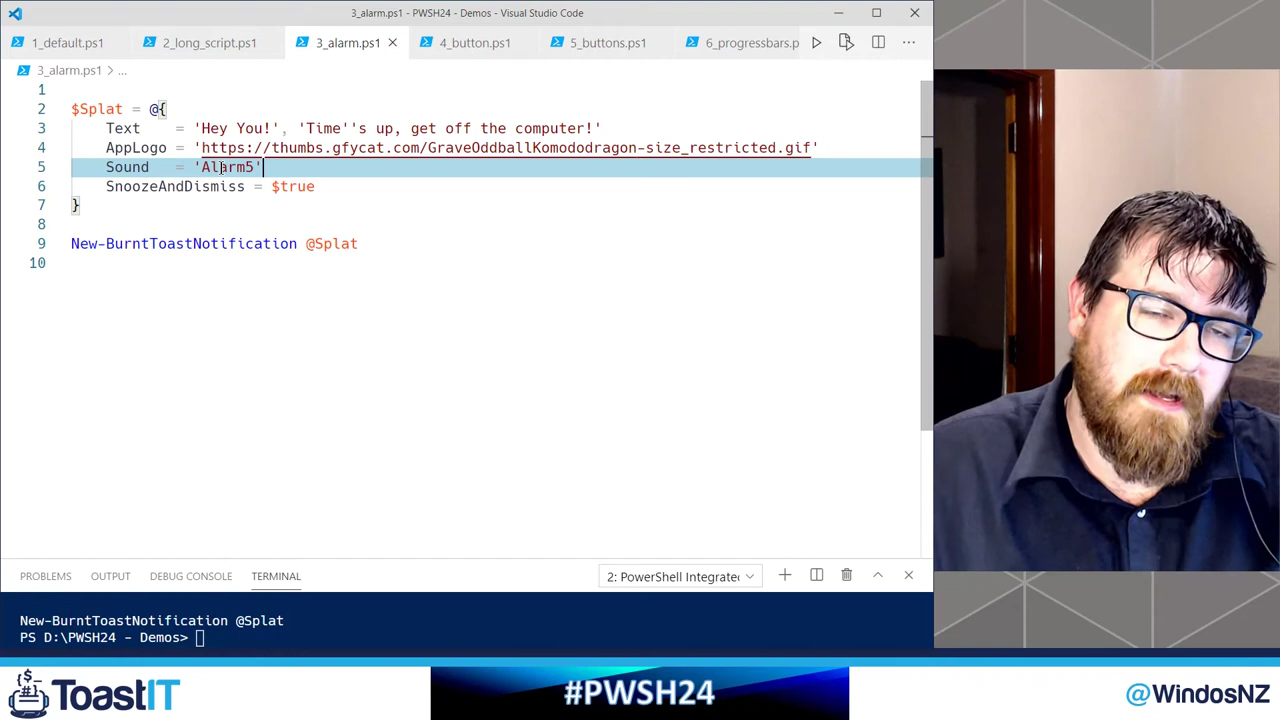 3_alarm.ps1 - PWSH24 - Demos - Visual Studio Code
1_default.ps1
2_long_script.ps1
3_alarm.ps1
4_button.ps1
5_buttons.ps1
6_progressbars.p
3_alarm.ps1 > ...
1
2 $Splat = @{
3 Text = 'Hey You!', 'Time''s up, get off the computer!'
4 AppLogo = 'https://thumbs.gfycat.com/GraveOddballKomododragon-size_restricted.gif'
5 Sound = 'Alarm5'
6 SnoozeAndDismiss = $true
7 }
8
9 New-BurntToastNotification @Splat
10
PROBLEMS OUTPUT DEBUG CONSOLE TERMINAL
2: PowerShell Integrate
New-BurntToastNotification @Splat
PS D:\PWSH24 - Demos>
ToastIT
#PWSH24
@WindosNZ